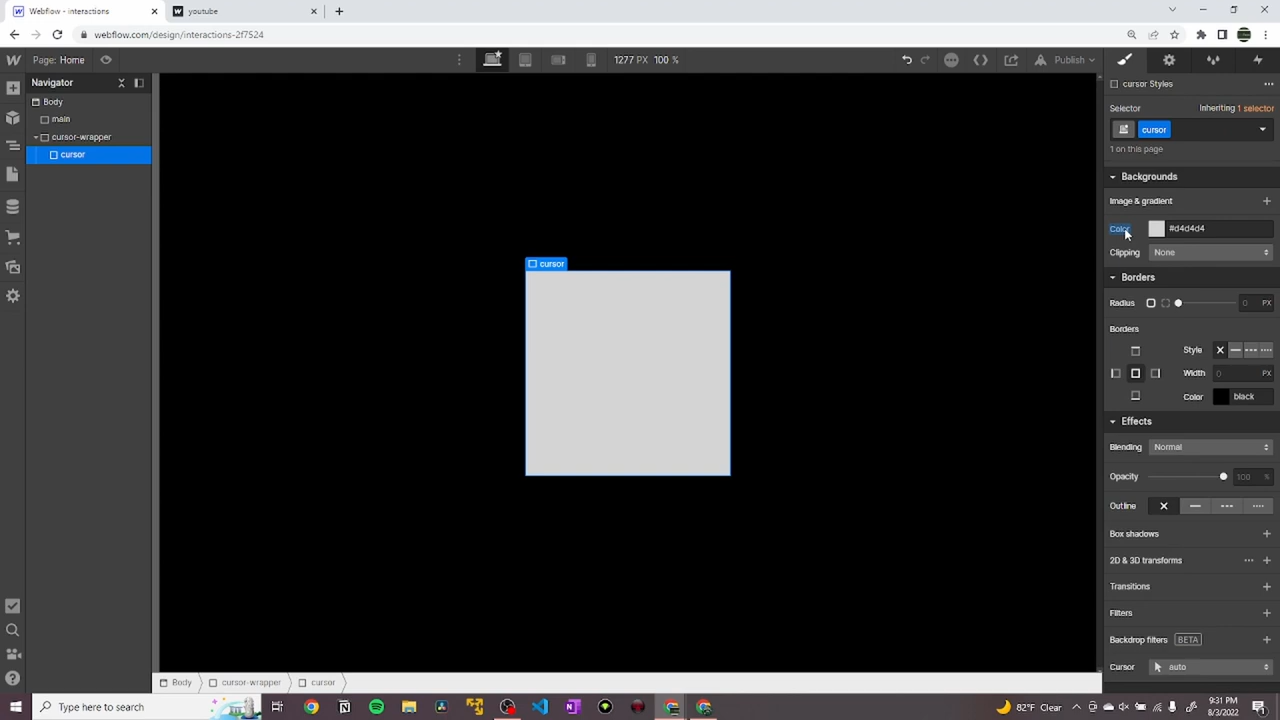 Webflow - interactions
youtube
webflow.com/design/interactions-2f7524
Page: Home
1277 PX 100 %
Publish
Navigator
Body
main
cursor-wrapper
cursor
cursor
cursor Styles
Selector
Inheriting 1 selector
cursor
1 on this page
Backgrounds
Image & gradient
Color
#d4d4d4
Clipping
None
Borders
Radius
0 PX
Borders
Style
Width
0 PX
Color
black
Effects
Blending
Normal
Opacity
100 %
Outline
Box shadows
2D & 3D transforms
Transitions
Filters
Backdrop filters BETA
Cursor
auto
Body
cursor-wrapper
cursor
Type here to search
82°F Clear
9:31 PM
8/3/2022